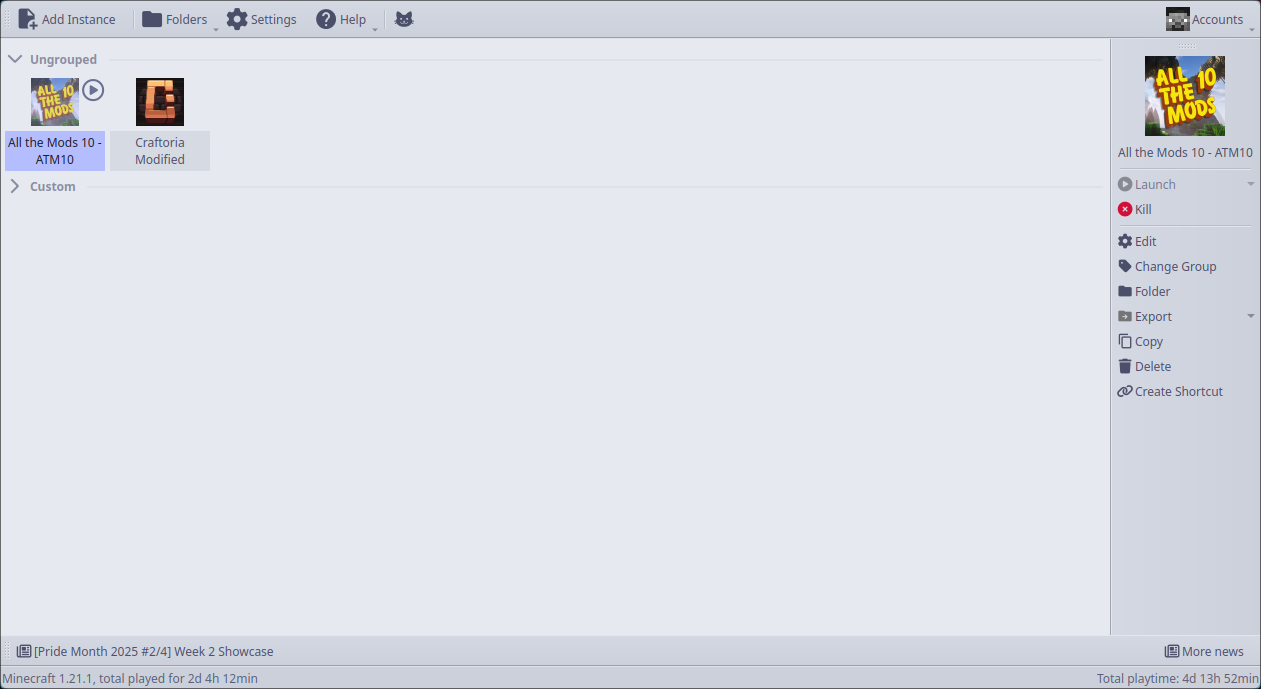 Add Instance
Folders
Settings
Help
Accounts
Ungrouped
ALL THE MODS 10
All the Mods 10 -
ATM10
Craftoria
Modified
Custom
ALL THE MODS 10
All the Mods 10 - ATM10
Launch
Kill
Edit
Change Group
Folder
Export
Copy
Delete
Create Shortcut
[Pride Month 2025 #2/4] Week 2 Showcase
More news
Minecraft 1.21.1, total played for 2d 4h 12min
Total playtime: 4d 13h 52min